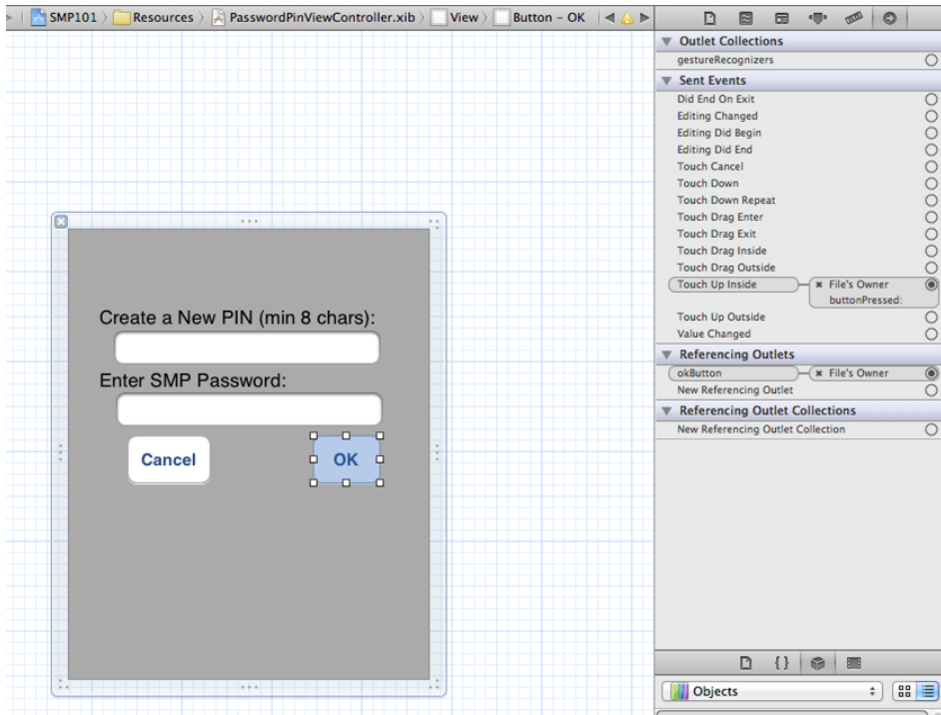 SMP101 Resources PasswordPinViewController.xib View Button - OK
Outlet Collections
gestureRecognizers
Sent Events
Did End On Exit
Editing Changed
Editing Did Begin
Editing Did End
Touch Cancel
Touch Down
Touch Down Repeat
Touch Drag Enter
Touch Drag Exit
Touch Drag Inside
Touch Drag Outside
Touch Up Inside File's Owner
buttonPressed:
Touch Up Outside
Value Changed
Referencing Outlets
okButton File's Owner
New Referencing Outlet
Referencing Outlet Collections
New Referencing Outlet Collection
Create a New PIN (min 8 chars):
Enter SMP Password:
Cancel OK
{}
Objects